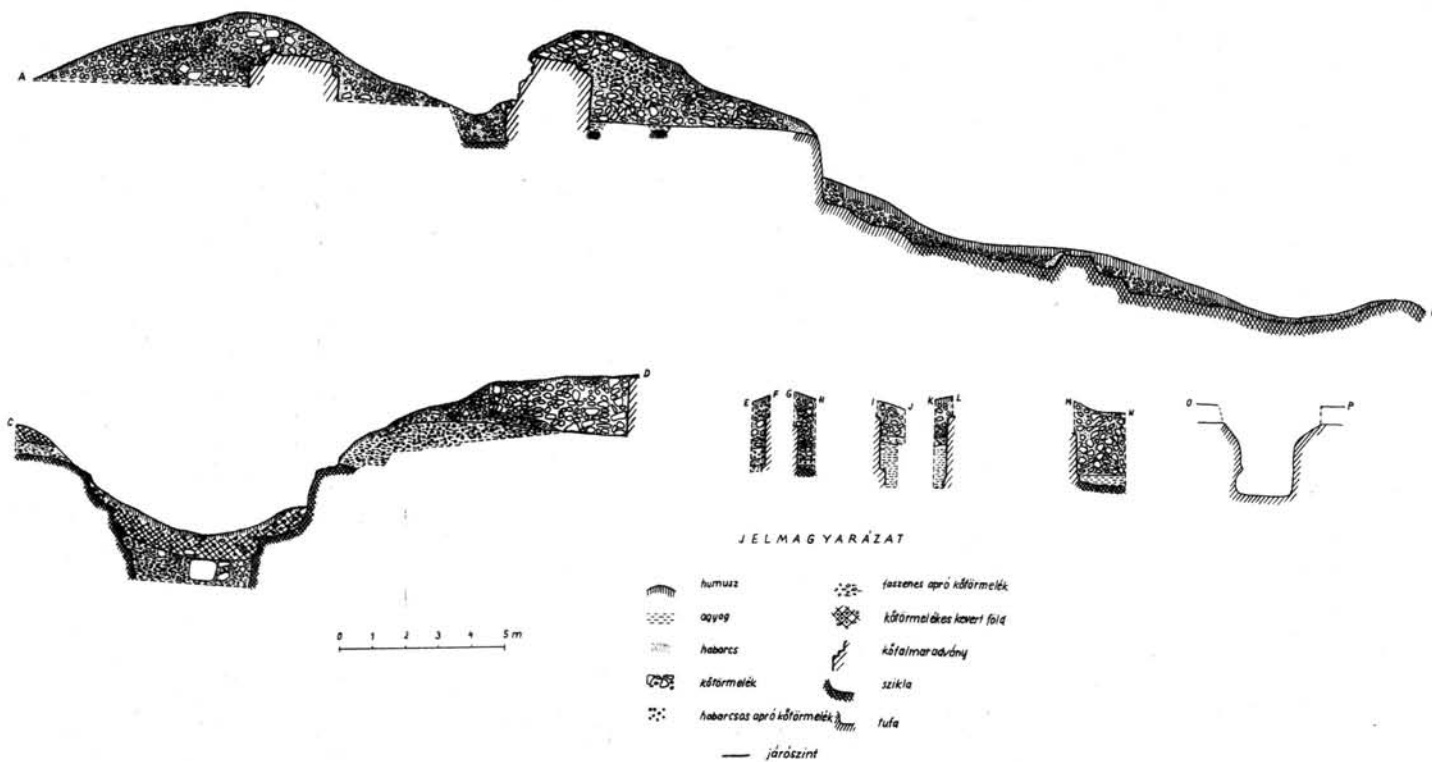 A
C
D
E F
G H
I J
K L
M N
O P
JELMAGYARÁZAT
humusz
agyag
habarcs
kőtörmelék
habarcsos apró kőtörmelék
faszenes apró kőtörmelék
kőtörmelékes kevert föld
kőfalmaradvány
szikla
tufa
járószint
0 1 2 3 4 5 m